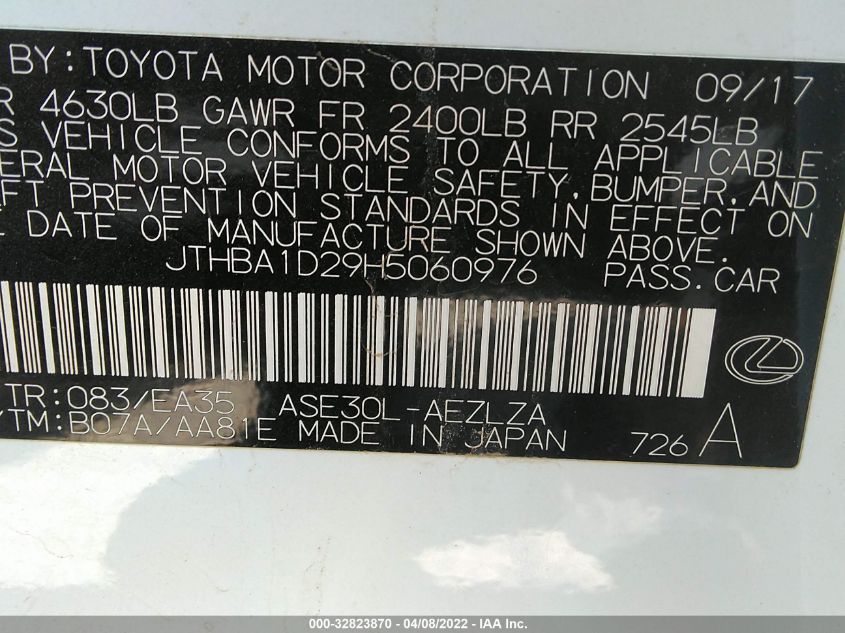 BY: TOYOTA MOTOR CORPORATION 09/17
R 4630LB GAWR FR 2400LB RR 2545LB
S VEHICLE CONFORMS TO ALL APPLICABLE
ERAL MOTOR VEHICLE SAFETY, BUMPER, AND
FT PREVENTION STANDARDS IN EFFECT ON
E DATE OF MANUFACTURE SHOWN ABOVE.
JTHBA1D29H5060976 PASS. CAR
TR: 083/EA35 ASE30L-AEZLZA
/TM: B07A/AA81E MADE IN JAPAN 726 A
000-32823870 - 04/08/2022 - IAA Inc.